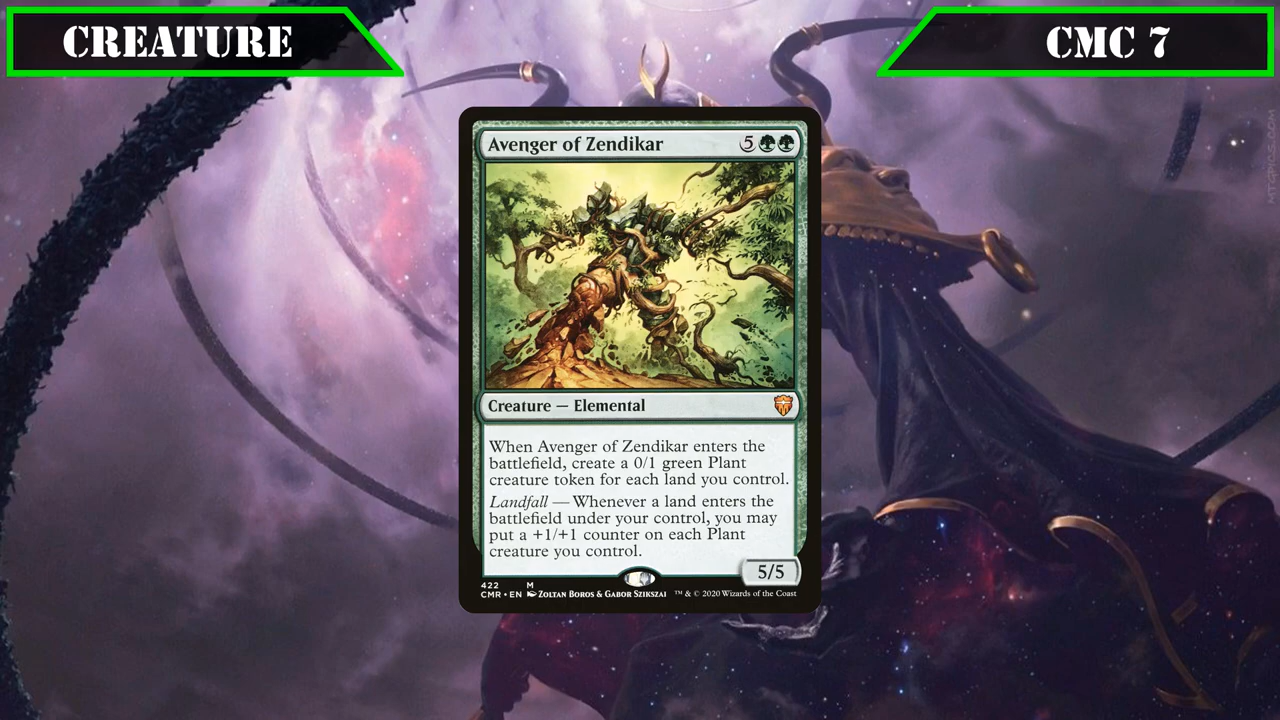 CREATURE
CMC 7
Avenger of Zendikar 5
Creature — Elemental
When Avenger of Zendikar enters the
battlefield, create a 0/1 green Plant
creature token for each land you control.
Landfall — Whenever a land enters the
battlefield under your control, you may
put a +1/+1 counter on each Plant
creature you control.
5/5
422 M
CMR • EN Zoltan Boros & Gabor Szikszai ™ & © 2020 Wizards of the Coast
MTGPICS.COM